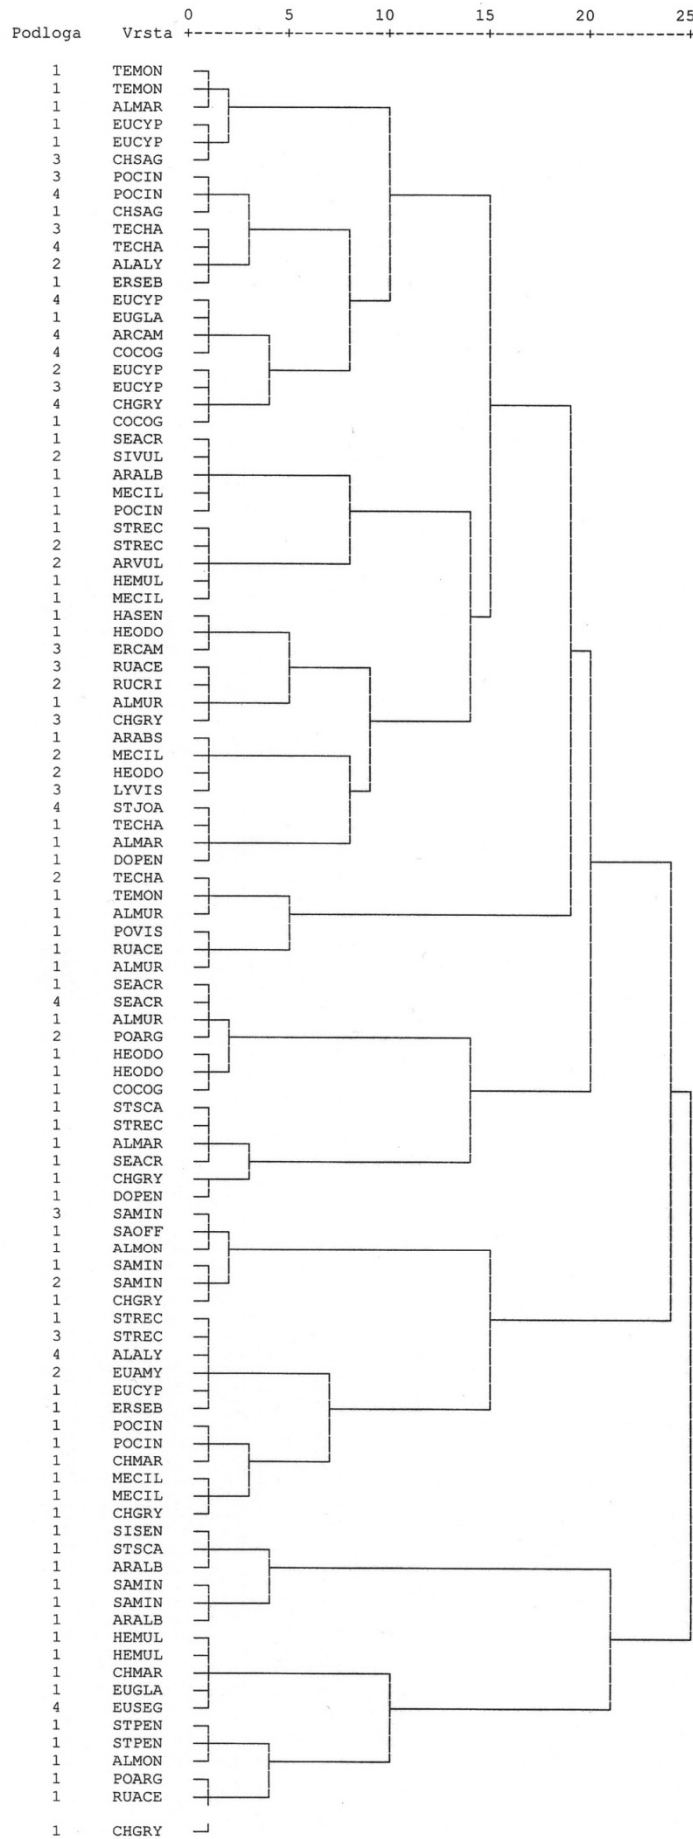 0 5 10 15 20 25
Podloga Vrsta
1 TEMON
1 TEMON
1 ALMAR
1 EUCYP
1 EUCYP
3 CHSAG
3 POCIN
4 POCIN
1 CHSAG
3 TECHA
4 TECHA
2 ALALY
1 ERSEB
4 EUCYP
1 EUGLA
4 ARCAM
4 COCOG
2 EUCYP
3 EUCYP
4 CHGRY
1 COCOG
1 SEACR
2 SIVUL
1 ARALB
1 MECIL
1 POCIN
1 STREC
2 STREC
2 ARVUL
1 HEMUL
1 MECIL
1 HASEN
1 HEODO
3 ERCAM
3 RUACE
2 RUCRI
1 ALMUR
3 CHGRY
1 ARABS
2 MECIL
2 HEODO
3 LYVIS
4 STJOA
1 TECHA
1 ALMAR
1 DOPEN
2 TECHA
1 TEMON
1 ALMUR
1 POVIS
1 RUACE
1 ALMUR
1 SEACR
4 SEACR
1 ALMUR
2 POARG
1 HEODO
1 HEODO
1 COCOG
1 STSCA
1 STREC
1 ALMAR
1 SEACR
1 CHGRY
1 DOPEN
3 SAMIN
1 SAOFF
1 ALMON
1 SAMIN
2 SAMIN
1 CHGRY
1 STREC
3 STREC
4 ALALY
2 EUAMY
1 EUCYP
1 ERSEB
1 POCIN
1 POCIN
1 CHMAR
1 MECIL
1 MECIL
1 CHGRY
1 SISEN
1 STSCA
1 ARALB
1 SAMIN
1 SAMIN
1 ARALB
1 HEMUL
1 HEMUL
1 CHMAR
1 EUGLA
4 EUSEG
1 STPEN
1 STPEN
1 ALMON
1 POARG
1 RUACE
1 CHGRY